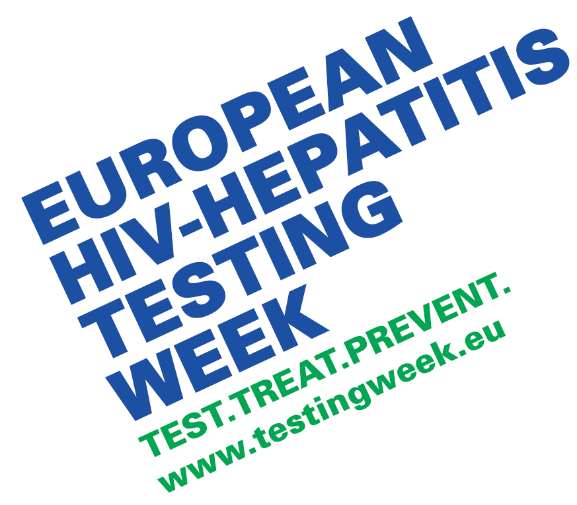 EUROPEAN
HIV-HEPATITIS
TESTING
WEEK
TEST.TREAT.PREVENT.
www.testingweek.eu